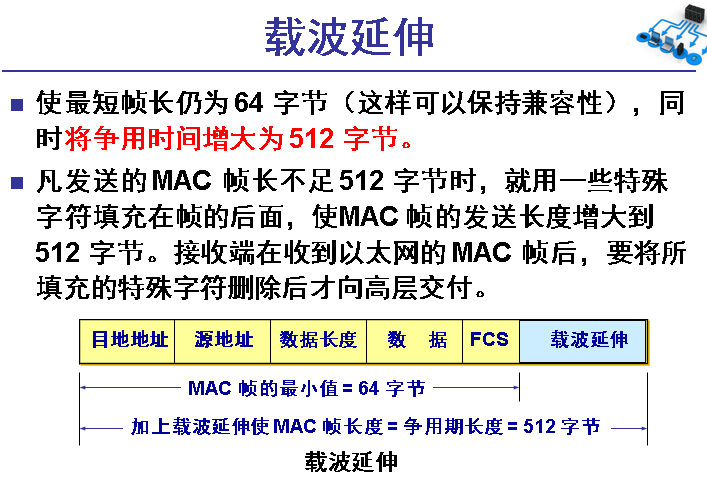 载波延伸
使最短帧长仍为 64 字节（这样可以保持兼容性），同
时将争用时间增大为 512 字节。
凡发送的 MAC 帧长不足 512 字节时，就用一些特殊
字符填充在帧的后面，使MAC 帧的发送长度增大到
512 字节。接收端在收到以太网的 MAC 帧后，要将所
填充的特殊字符删除后才向高层交付。
目地地址 源地址 数据长度 数 据 FCS 载波延伸
MAC 帧的最小值 = 64 字节
加上载波延伸使 MAC 帧长度 = 争用期长度 = 512 字节
载波延伸